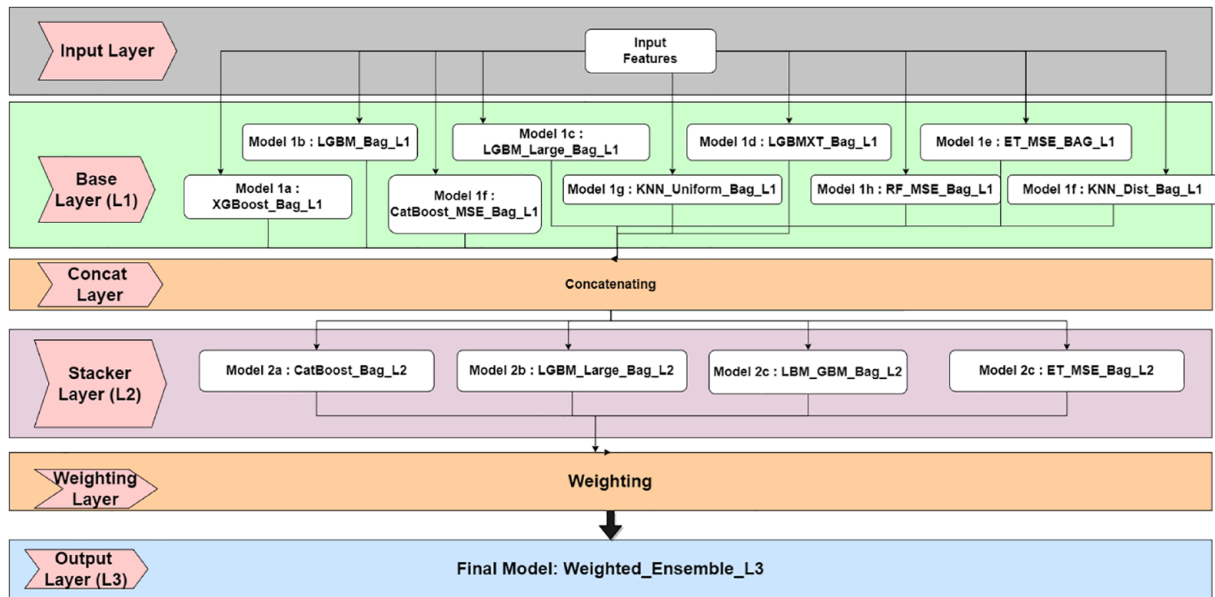 Input Layer
Input
Features
Base
Layer (L1)
Model 1b : LGBM_Bag_L1
Model 1c :
LGBM_Large_Bag_L1
Model 1d : LGBMXT_Bag_L1
Model 1e : ET_MSE_BAG_L1
Model 1a :
XGBoost_Bag_L1
Model 1f :
CatBoost_MSE_Bag_L1
Model 1g : KNN_Uniform_Bag_L1
Model 1h : RF_MSE_Bag_L1
Model 1f : KNN_Dist_Bag_L1
Concat
Layer
Concatenating
Stacker
Layer (L2)
Model 2a : CatBoost_Bag_L2
Model 2b : LGBM_Large_Bag_L2
Model 2c : LBM_GBM_Bag_L2
Model 2c : ET_MSE_Bag_L2
Weighting
Layer
Weighting
Output
Layer (L3)
Final Model: Weighted_Ensemble_L3